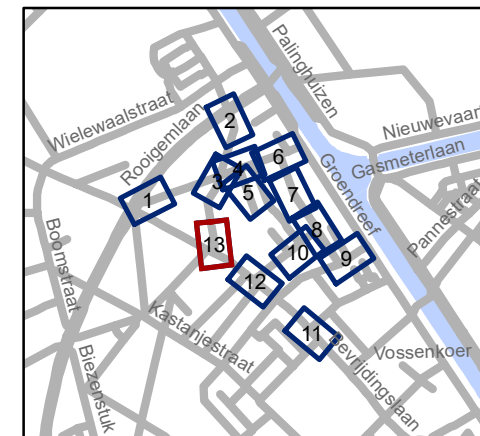 Palinghuizen
Wielewaalstraat
Rooigemlaan
Nieuwevaart
Gasmeterlaan
Groendreef
Pannestraat
Boomstraat
1
2
3
4
5
6
7
8
9
10
11
12
13
Kastanjestraat
Biezenstuk
Bevrijdingslaan
Vossenkoer